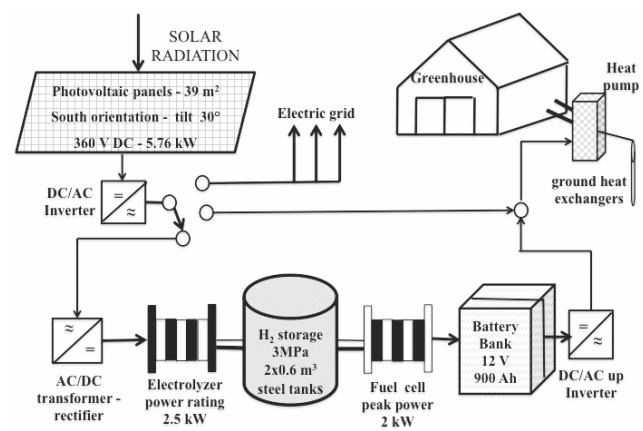 SOLAR
RADIATION
Photovoltaic panels - 39 m²
South orientation - tilt 30°
360 V DC - 5.76 kW
Electric grid
Greenhouse
Heat
pump
ground heat
exchangers
DC/AC
Inverter
=
≈
≈
=
AC/DC
transformer -
rectifier
Electrolyzer
power rating
2.5 kW
H₂ storage
3MPa
2x0.6 m³
steel tanks
Fuel cell
peak power
2 kW
Battery
Bank
12 V
900 Ah
=
≈
DC/AC up
Inverter